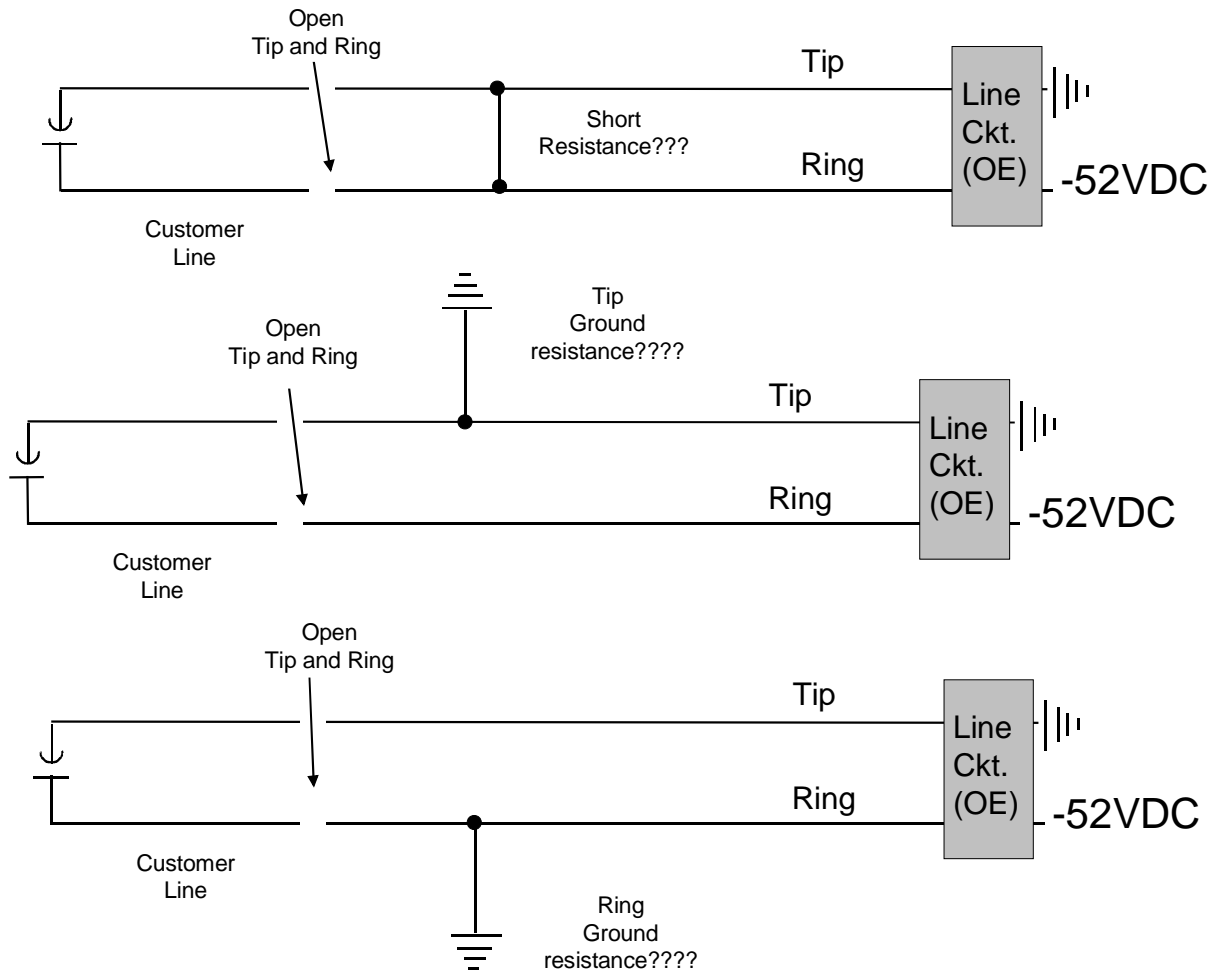 Open
Tip and Ring
Tip
Line
Ckt.
(OE)
Short
Resistance???
Ring
-52VDC
Customer
Line
Tip
Ground
resistance????
Open
Tip and Ring
Tip
Line
Ckt.
(OE)
Ring
-52VDC
Customer
Line
Open
Tip and Ring
Tip
Line
Ckt.
(OE)
Ring
-52VDC
Customer
Line
Ring
Ground
resistance????